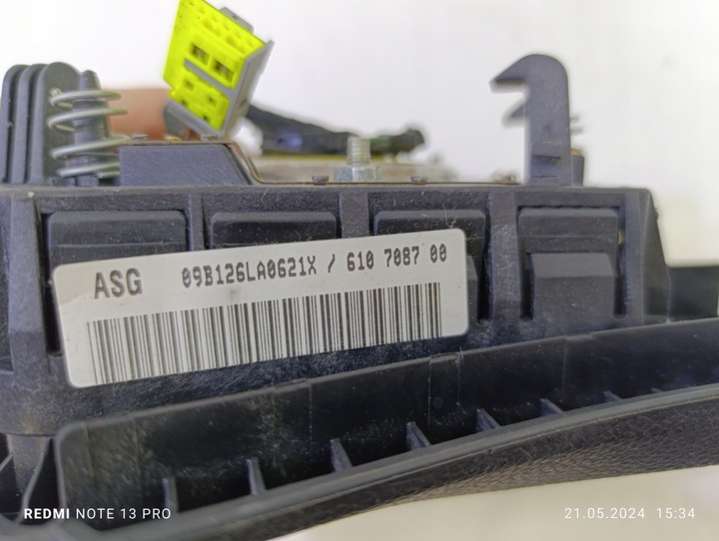 ASG 09B126LA0621X / 610 7087 00
REDMI NOTE 13 PRO
21.05.2024 15:34